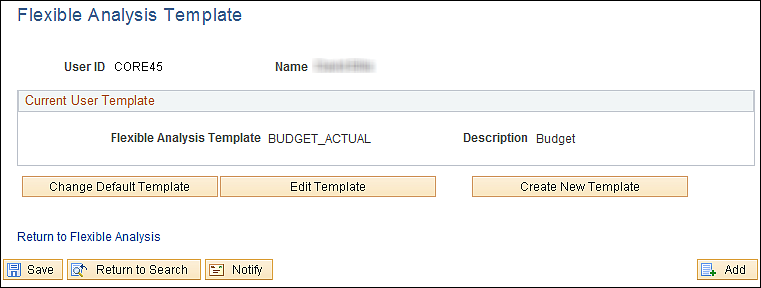 Flexible Analysis Template
User ID CORE45 Name
Current User Template
Flexible Analysis Template BUDGET_ACTUAL Description Budget
Change Default Template Edit Template Create New Template
Return to Flexible Analysis
Save Return to Search Notify Add